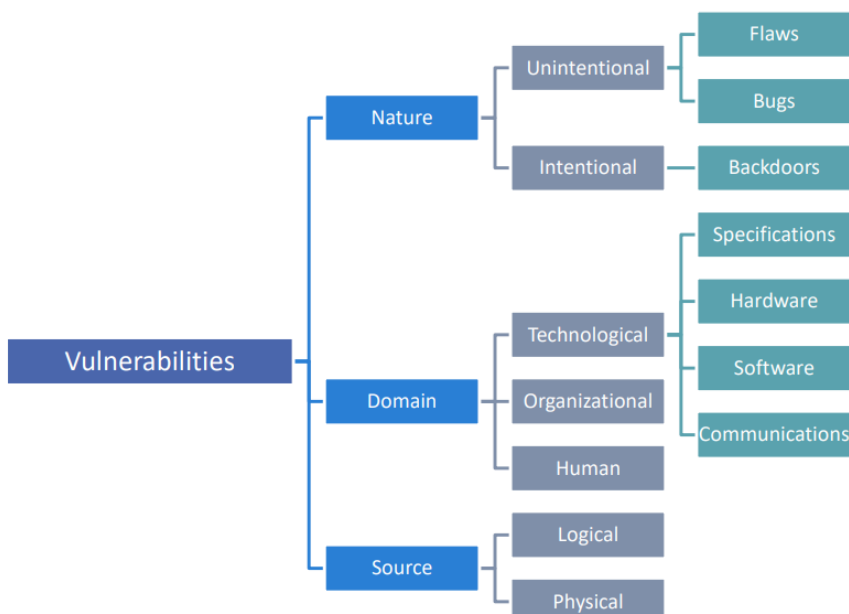 Vulnerabilities
Nature
Unintentional
Flaws
Bugs
Intentional
Backdoors
Domain
Technological
Specifications
Hardware
Software
Communications
Organizational
Human
Source
Logical
Physical